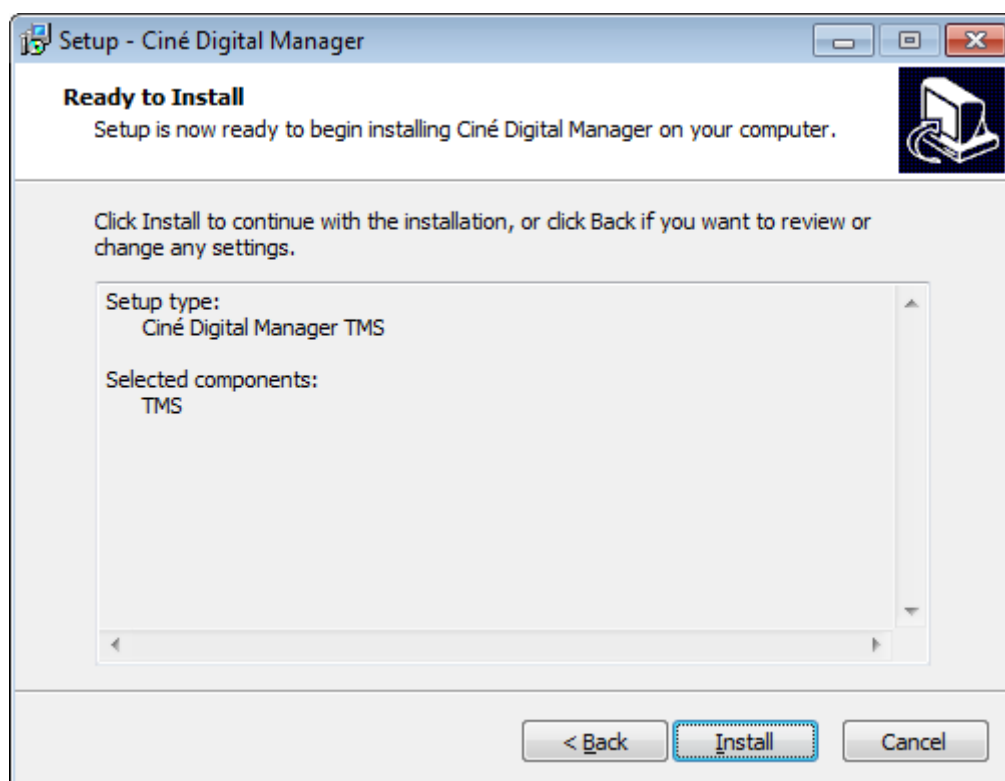 Setup - Ciné Digital Manager
Ready to Install
Setup is now ready to begin installing Ciné Digital Manager on your computer.
Click Install to continue with the installation, or click Back if you want to review or
change any settings.
Setup type:
Ciné Digital Manager TMS
Selected components:
TMS
< Back Install Cancel